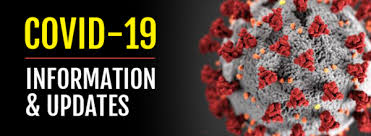 COVID-19
INFORMATION
& UPDATES